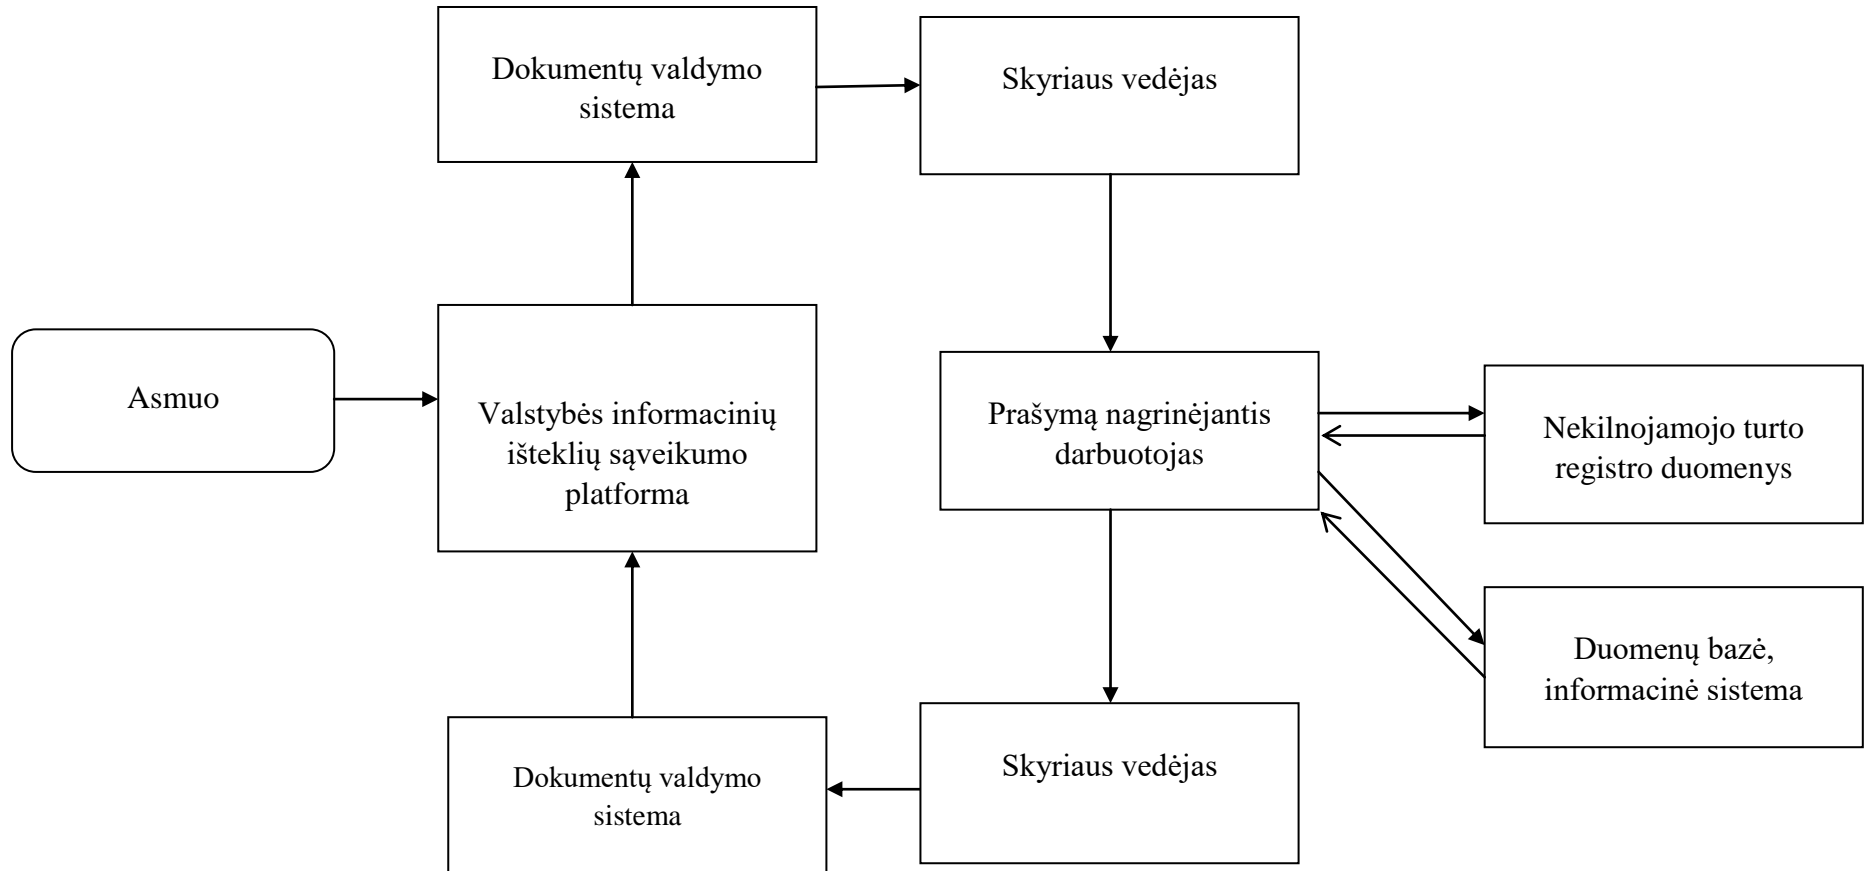 Dokumentų valdymo
sistema
Skyriaus vedėjas
Asmuo
Valstybės informacinių
išteklių sąveikumo
platforma
Prašymą nagrinėjantis
darbuotojas
Nekilnojamojo turto
registro duomenys
Duomenų bazė,
informacinė sistema
Skyriaus vedėjas
Dokumentų valdymo
sistema